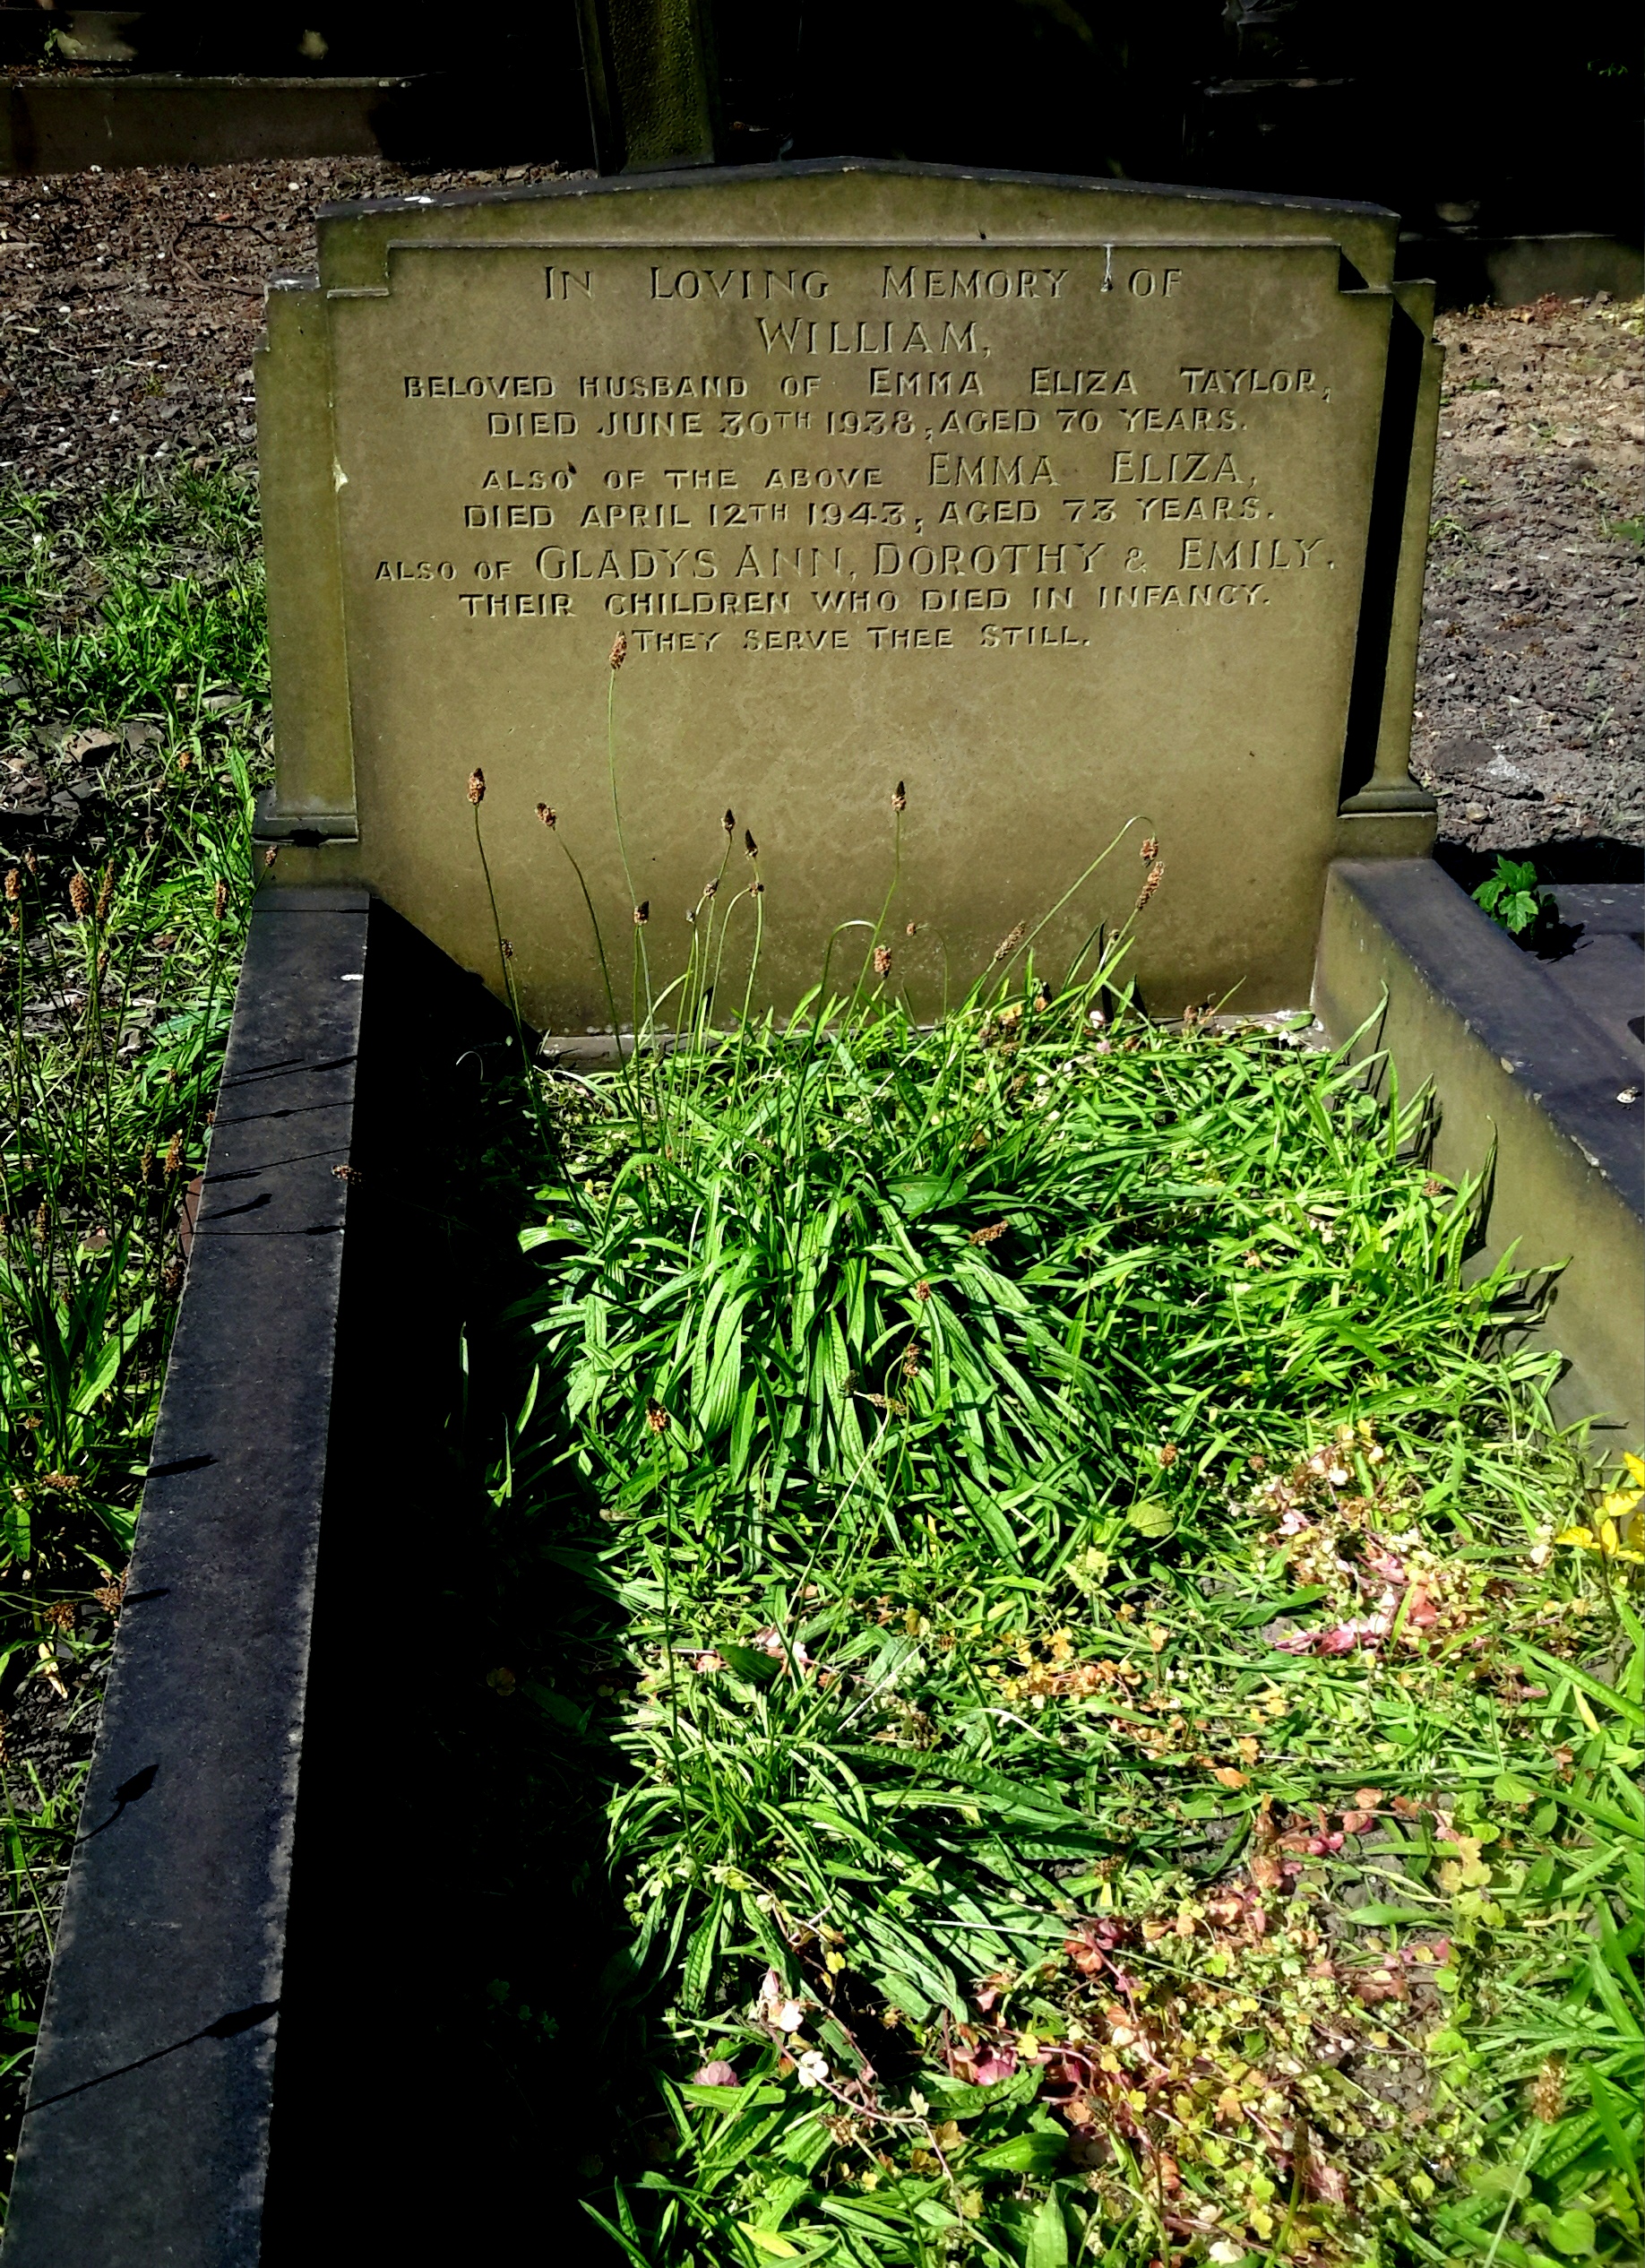 IN LOVING MEMORY OF
WILLIAM,
BELOVED HUSBAND OF EMMA ELIZA TAYLOR,
DIED JUNE 30TH 1938, AGED 70 YEARS.
ALSO OF THE ABOVE EMMA ELIZA,
DIED APRIL 12TH 1943, AGED 73 YEARS.
ALSO OF GLADYS ANN, DOROTHY & EMILY.
THEIR CHILDREN WHO DIED IN INFANCY.
THEY SERVE THEE STILL.